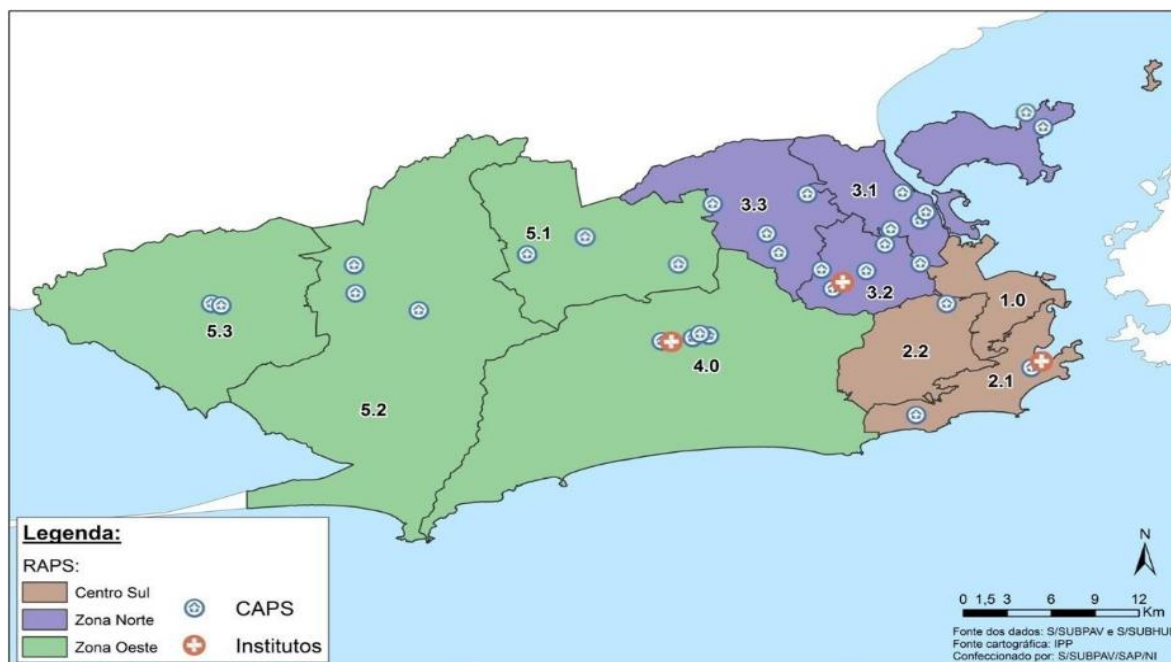 3.1
3.3
5.1
3.2
1.0
5.3
2.2
4.0
2.1
5.2
Legenda:
RAPS:
Centro Sul
Zona Norte
Zona Oeste
CAPS
Institutos
N
0 1,5 3 6 9 12
Km
Fonte dos dados: S/SUBPAV e S/SUBHUE
Fonte cartográfica: IPP
Confeccionado por: S/SUBPAV/SAP/NI